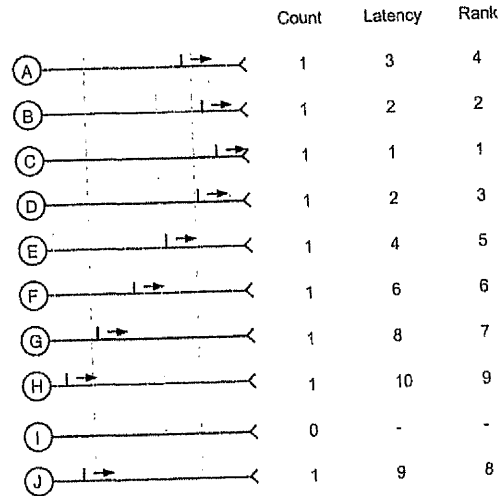 Count Latency Rank
A 1 3 4
B 1 2 2
C 1 1 1
D 1 2 3
E 1 4 5
F 1 6 6
G 1 8 7
H 1 10 9
I 0 - -
J 1 9 8